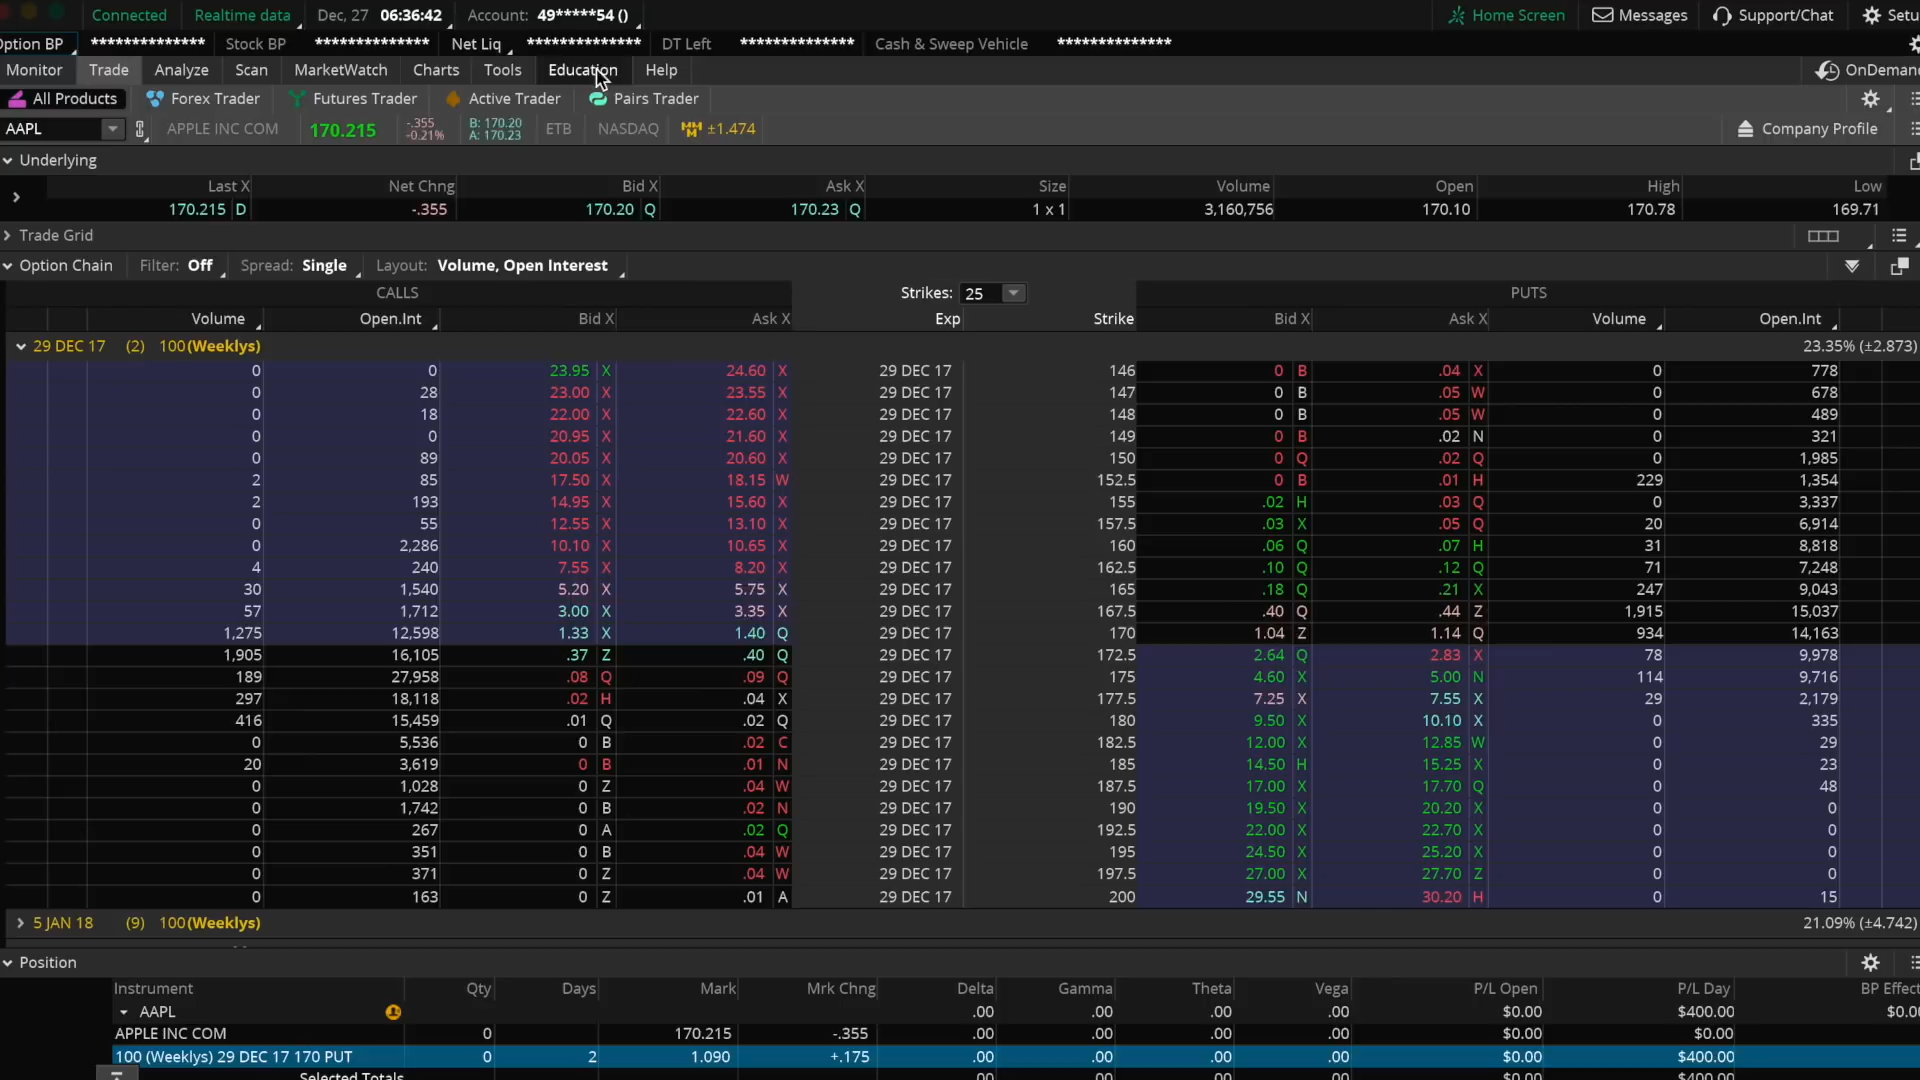 Connected Realtime data Dec, 27 06:36:42 Account: 49*****54 () Home Screen Messages Support/Chat Setu
Option BP ************** Stock BP ************** Net Liq ************** DT Left ************** Cash & Sweep Vehicle **************
Monitor Trade Analyze Scan MarketWatch Charts Tools Education Help OnDemand
All Products Forex Trader Futures Trader Active Trader Pairs Trader
AAPL APPLE INC COM 170.215 -.355 -0.21% B: 170.20 A: 170.23 ETB NASDAQ ±1.474 Company Profile
Underlying
Last X Net Chng Bid X Ask X Size Volume Open High Low
170.215 D -.355 170.20 Q 170.23 Q 1 x 1 3,160,756 170.10 170.78 169.71
Trade Grid
Option Chain Filter: Off Spread: Single Layout: Volume, Open Interest
CALLS Strikes: 25 PUTS
Volume Open.Int Bid X Ask X Exp Strike Bid X Ask X Volume Open.Int
29 DEC 17 (2) 100 (Weeklys) 23.35% (±2.873)
0 0 23.95 X 24.60 X 29 DEC 17 146 0 B .04 X 0 778
0 28 23.00 X 23.55 X 29 DEC 17 147 0 B .05 W 0 678
0 18 22.00 X 22.60 X 29 DEC 17 148 0 B .05 W 0 489
0 0 20.95 X 21.60 X 29 DEC 17 149 0 B .02 N 0 321
0 89 20.05 X 20.60 X 29 DEC 17 150 0 Q .02 Q 0 1,985
2 85 17.50 X 18.15 W 29 DEC 17 152.5 0 B .01 H 229 1,354
2 193 14.95 X 15.60 X 29 DEC 17 155 .02 H .03 Q 0 3,337
0 55 12.55 X 13.10 X 29 DEC 17 157.5 .03 X .05 Q 20 6,914
0 2,286 10.10 X 10.65 X 29 DEC 17 160 .06 Q .07 H 31 8,818
4 240 7.55 X 8.20 X 29 DEC 17 162.5 .10 Q .12 Q 71 7,248
30 1,540 5.20 X 5.75 X 29 DEC 17 165 .18 Q .21 X 247 9,043
57 1,712 3.00 X 3.35 X 29 DEC 17 167.5 .40 Q .44 Z 1,915 15,037
1,275 12,598 1.33 X 1.40 Q 29 DEC 17 170 1.04 Z 1.14 Q 934 14,163
1,905 16,105 .37 Z .40 Q 29 DEC 17 172.5 2.64 Q 2.83 X 78 9,978
189 27,958 .08 Q .09 Q 29 DEC 17 175 4.60 X 5.00 N 114 9,716
297 18,118 .02 H .04 X 29 DEC 17 177.5 7.25 X 7.55 X 29 2,179
416 15,459 .01 Q .02 Q 29 DEC 17 180 9.50 X 10.10 X 0 335
0 5,536 0 B .02 C 29 DEC 17 182.5 12.00 X 12.85 W 0 29
20 3,619 0 B .01 N 29 DEC 17 185 14.50 H 15.25 X 0 23
0 1,028 0 Z .04 W 29 DEC 17 187.5 17.00 X 17.70 Q 0 48
0 1,742 0 B .02 N 29 DEC 17 190 19.50 X 20.20 X 0 0
0 267 0 A .02 Q 29 DEC 17 192.5 22.00 X 22.70 X 0 0
0 351 0 B .04 W 29 DEC 17 195 24.50 X 25.20 X 0 0
0 371 0 Z .04 W 29 DEC 17 197.5 27.00 X 27.70 Z 0 0
0 163 0 Z .01 A 29 DEC 17 200 29.55 N 30.20 H 0 15
5 JAN 18 (9) 100 (Weeklys) 21.09% (±4.742)
Position
Instrument Qty Days Mark Mrk Chng Delta Gamma Theta Vega P/L Open P/L Day BP Effect
AAPL .00 .00 .00 .00 $0.00 $400.00 $0.0
APPLE INC COM 0 170.215 -.355 .00 .00 .00 .00 $0.00 $0.00
100 (Weeklys) 29 DEC 17 170 PUT 0 2 1.090 +.175 .00 .00 .00 .00 $0.00 $400.00
Selected Totals .00 .00 .00 .00 $0.00 $400.00